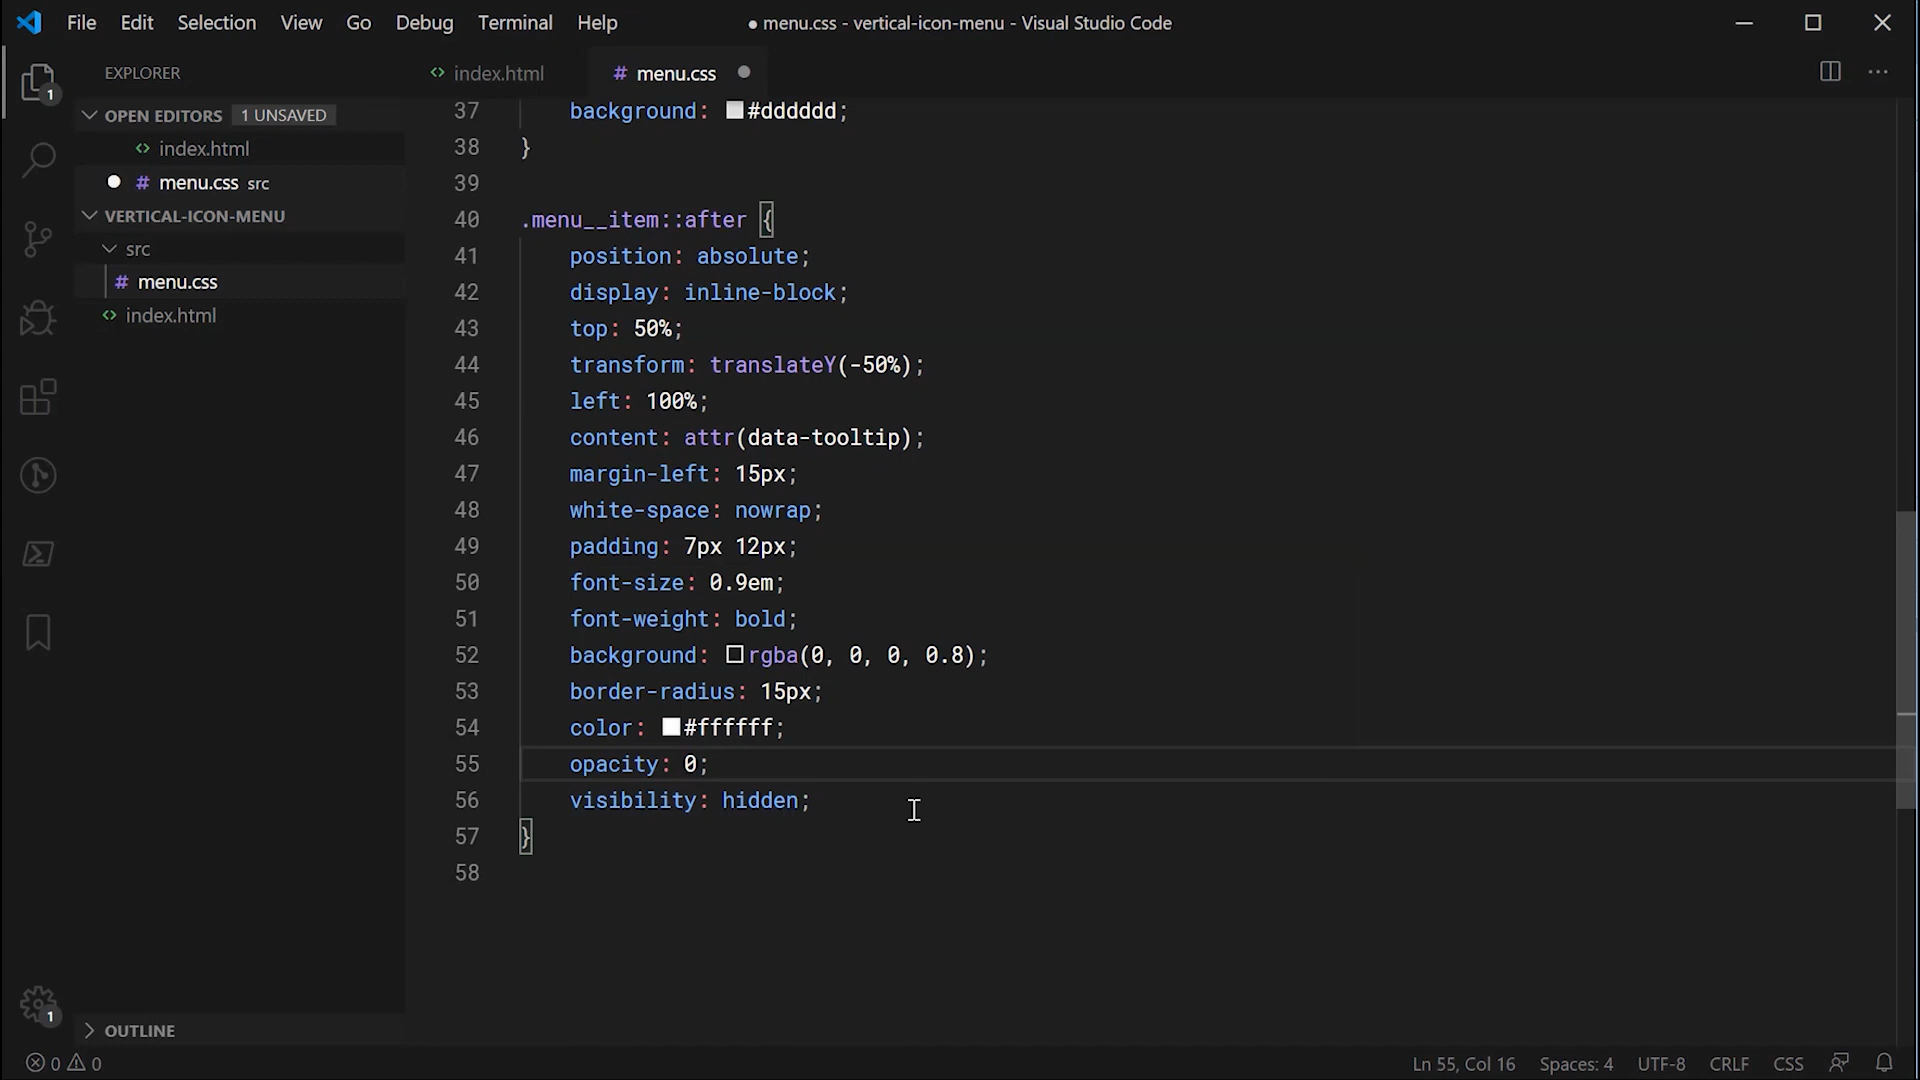 File Edit Selection View Go Debug Terminal Help ● menu.css - vertical-icon-menu - Visual Studio Code
EXPLORER
OPEN EDITORS 1 UNSAVED
index.html
menu.css src
VERTICAL-ICON-MENU
src
menu.css
index.html
OUTLINE
1
1
index.html # menu.css
37 background: #dddddd;
38 }
39
40 .menu__item::after {
41 position: absolute;
42 display: inline-block;
43 top: 50%;
44 transform: translateY(-50%);
45 left: 100%;
46 content: attr(data-tooltip);
47 margin-left: 15px;
48 white-space: nowrap;
49 padding: 7px 12px;
50 font-size: 0.9em;
51 font-weight: bold;
52 background: rgba(0, 0, 0, 0.8);
53 border-radius: 15px;
54 color: #ffffff;
55 opacity: 0;
56 visibility: hidden;
57 }
58
0 0 Ln 55, Col 16 Spaces: 4 UTF-8 CRLF CSS